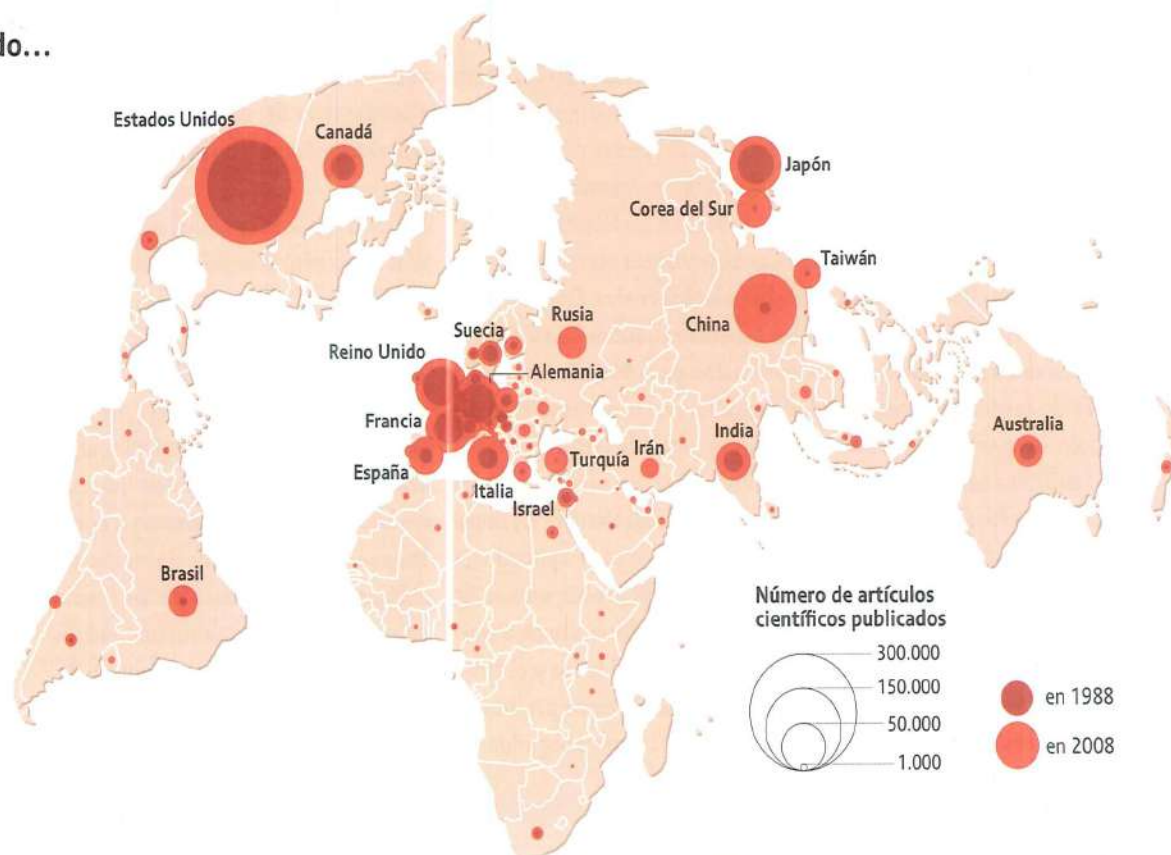 do...
Estados Unidos
Canadá
Japón
Corea del Sur
Taiwán
China
Rusia
Suecia
Reino Unido
Alemania
Francia
España
Italia
Turquía
Israel
Irán
India
Australia
Brasil
Número de artículos
científicos publicados
300.000
150.000
50.000
1.000
en 1988
en 2008